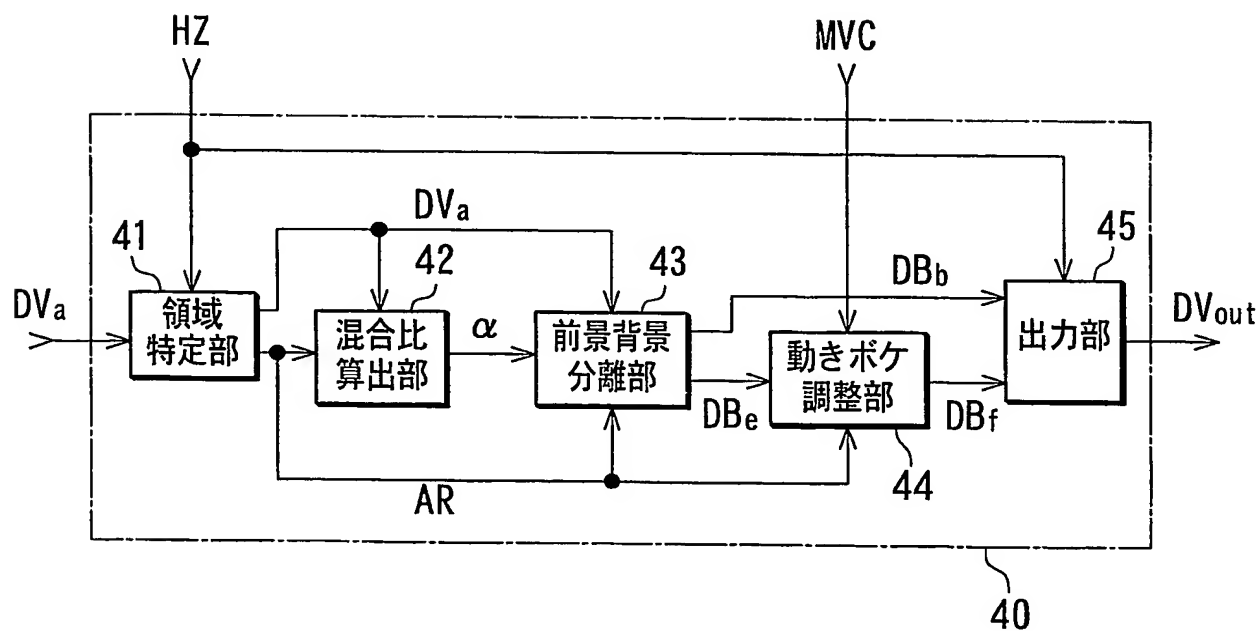 HZ
MVC
DVa
41
42
43
45
DBb
DVa
領域
特定部
混合比
算出部
α
前景背景
分離部
動きボケ
調整部
出力部
DVout
DBe
DBf
AR
44
40